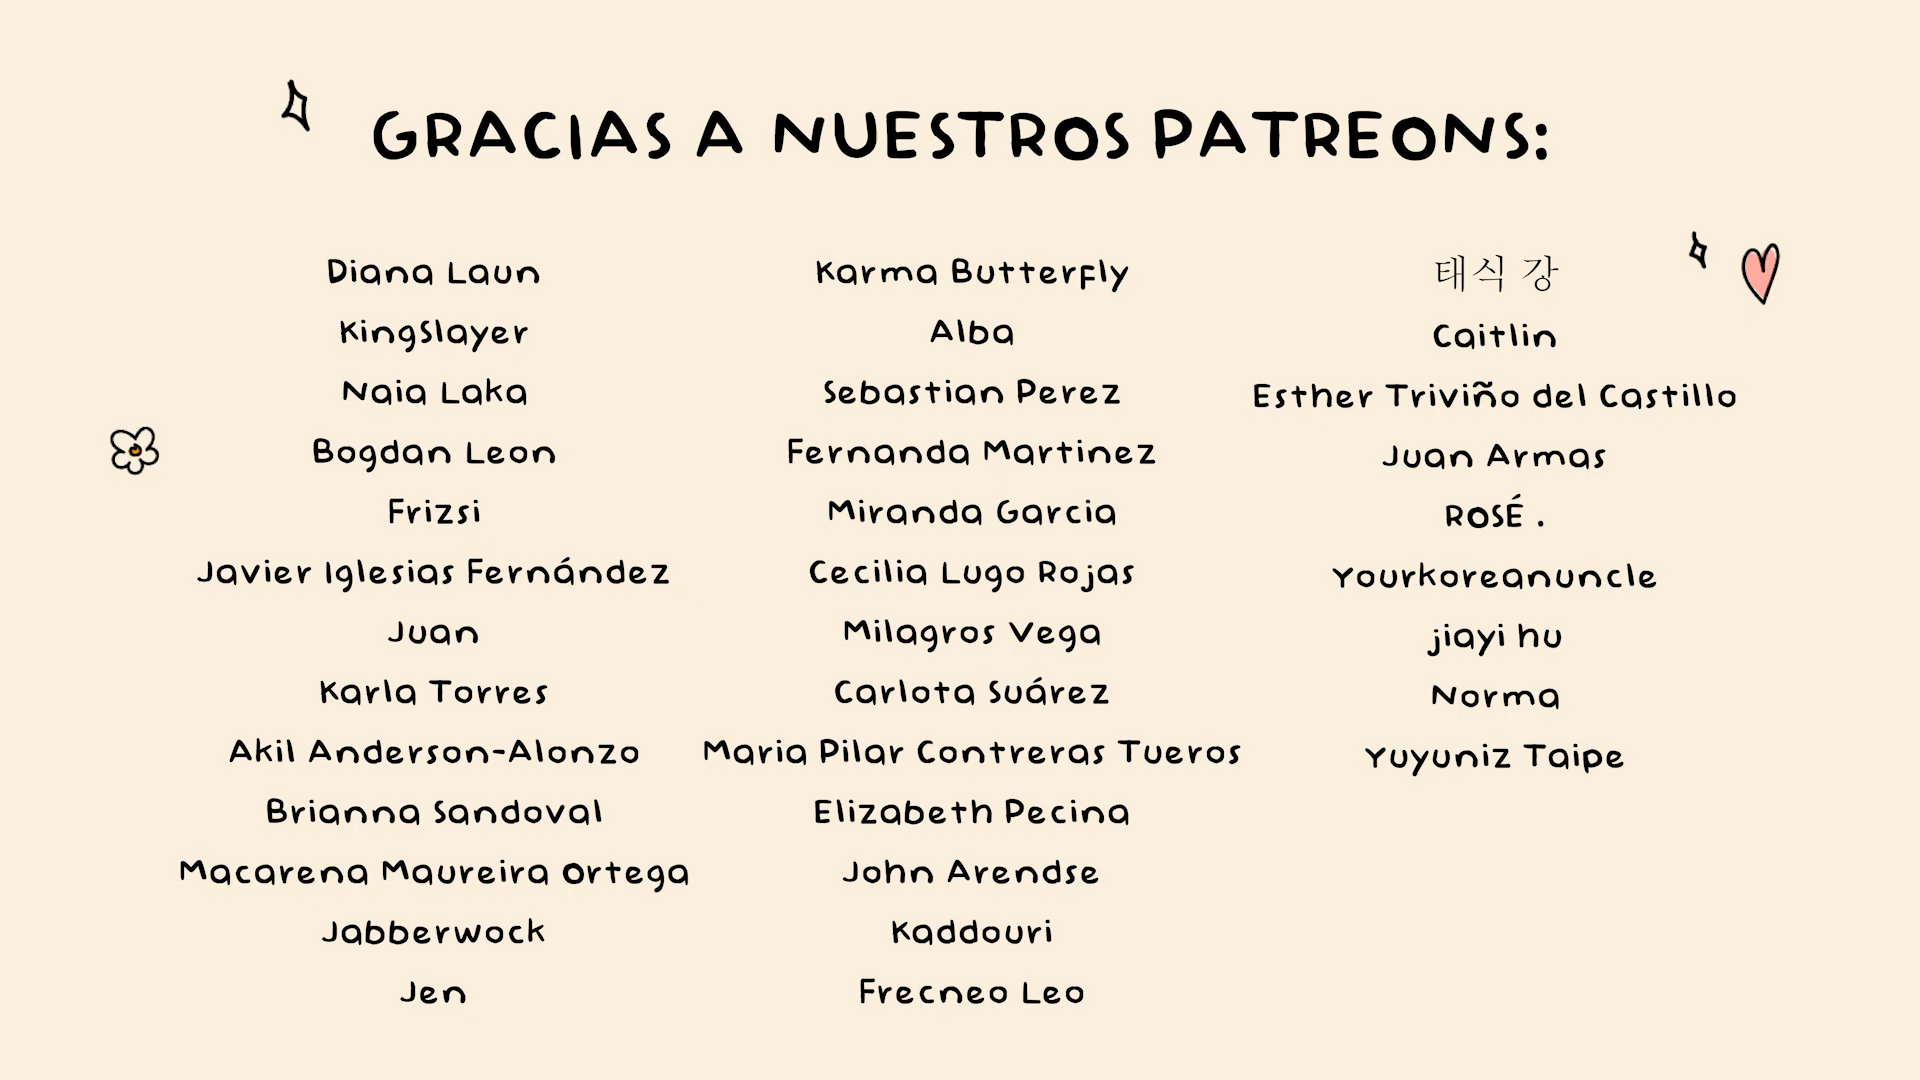 GRACIAS A NUESTROS PATREONS:
Diana Laun
KingSlayer
Naia Laka
Bogdan Leon
Frizsi
Javier Iglesias Fernández
Juan
Karla Torres
Akil Anderson-Alonzo
Brianna Sandoval
Macarena Maureira Ortega
Jabberwock
Jen
Karma Butterfly
Alba
Sebastian Perez
Fernanda Martinez
Miranda Garcia
Cecilia Lugo Rojas
Milagros Vega
Carlota Suárez
Maria Pilar Contreras Tueros
Elizabeth Pecina
John Arendse
Kaddouri
Frecneo Leo
태식 강
Caitlin
Esther Triviño del Castillo
Juan Armas
ROSÉ .
Yourkoreanuncle
jiayi hu
Norma
Yuyuniz Taipe